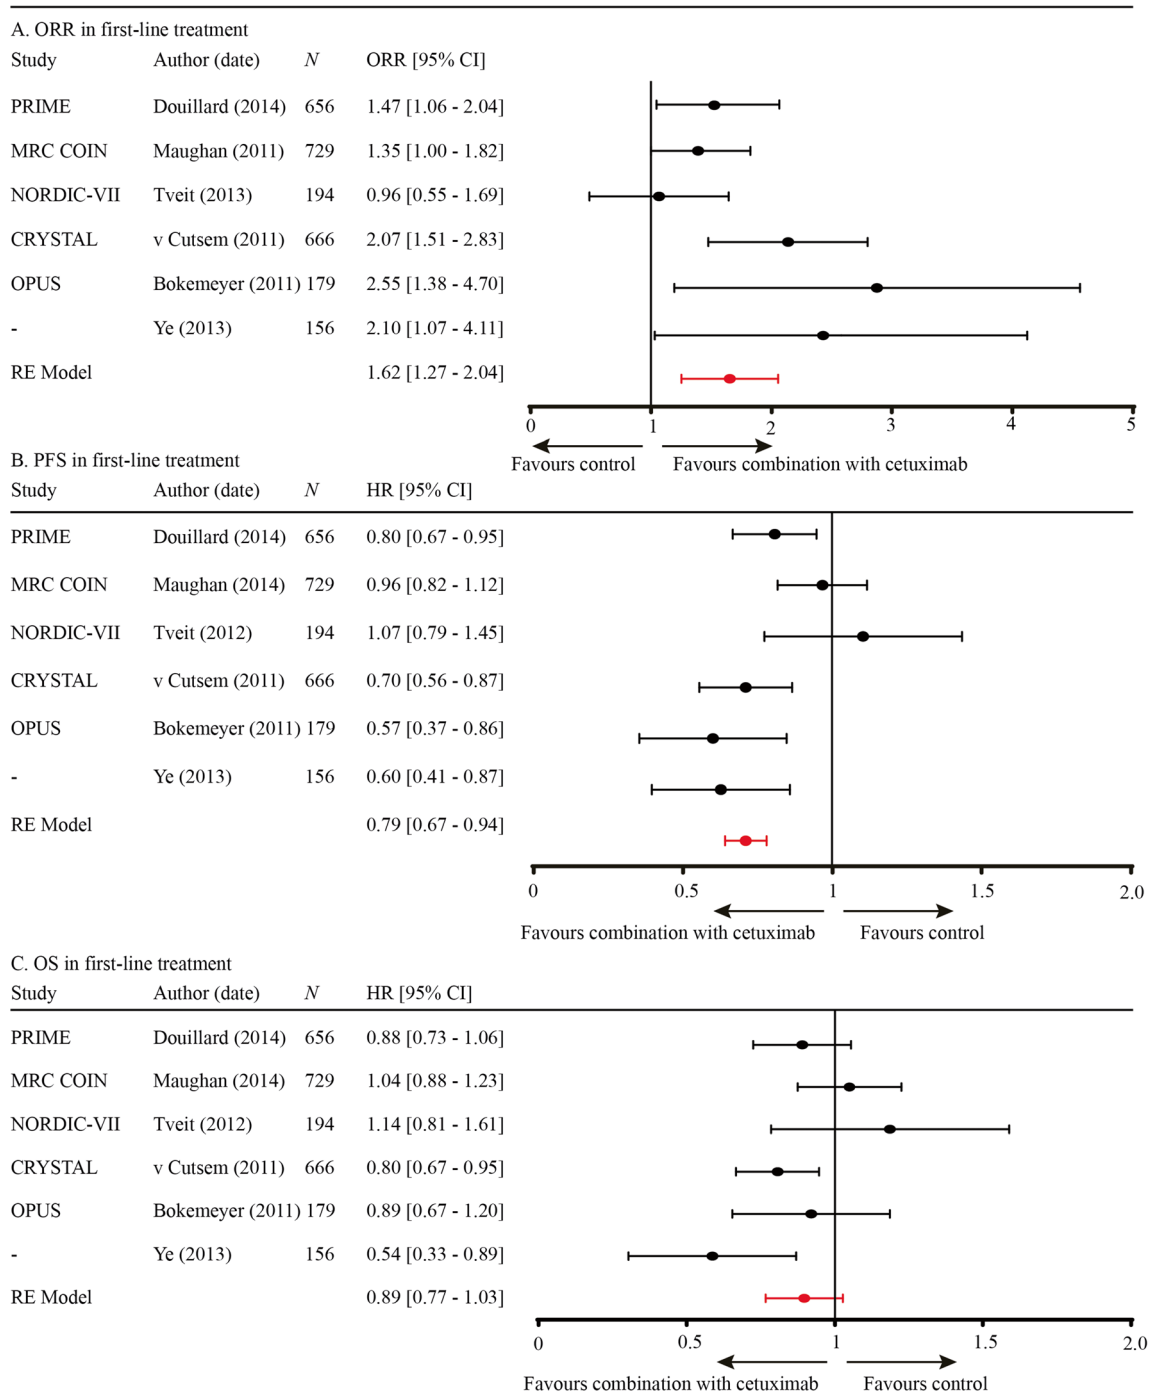 A. ORR in first-line treatment
Study Author (date) N ORR [95% CI]
PRIME Douillard (2014) 656 1.47 [1.06 - 2.04]
MRC COIN Maughan (2011) 729 1.35 [1.00 - 1.82]
NORDIC-VII Tveit (2013) 194 0.96 [0.55 - 1.69]
CRYSTAL v Cutsem (2011) 666 2.07 [1.51 - 2.83]
OPUS Bokemeyer (2011) 179 2.55 [1.38 - 4.70]
- Ye (2013) 156 2.10 [1.07 - 4.11]
RE Model 1.62 [1.27 - 2.04]
0 1 2 3 4 5
Favours control Favours combination with cetuximab
B. PFS in first-line treatment
Study Author (date) N HR [95% CI]
PRIME Douillard (2014) 656 0.80 [0.67 - 0.95]
MRC COIN Maughan (2014) 729 0.96 [0.82 - 1.12]
NORDIC-VII Tveit (2012) 194 1.07 [0.79 - 1.45]
CRYSTAL v Cutsem (2011) 666 0.70 [0.56 - 0.87]
OPUS Bokemeyer (2011) 179 0.57 [0.37 - 0.86]
- Ye (2013) 156 0.60 [0.41 - 0.87]
RE Model 0.79 [0.67 - 0.94]
0 0.5 1 1.5 2.0
Favours combination with cetuximab Favours control
C. OS in first-line treatment
Study Author (date) N HR [95% CI]
PRIME Douillard (2014) 656 0.88 [0.73 - 1.06]
MRC COIN Maughan (2014) 729 1.04 [0.88 - 1.23]
NORDIC-VII Tveit (2012) 194 1.14 [0.81 - 1.61]
CRYSTAL v Cutsem (2011) 666 0.80 [0.67 - 0.95]
OPUS Bokemeyer (2011) 179 0.89 [0.67 - 1.20]
- Ye (2013) 156 0.54 [0.33 - 0.89]
RE Model 0.89 [0.77 - 1.03]
0 0.5 1 1.5 2.0
Favours combination with cetuximab Favours control